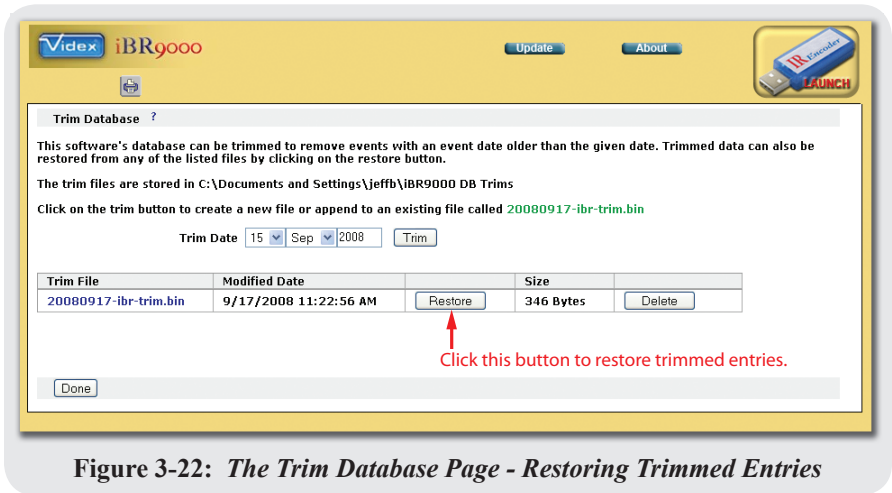 Videx iBR9000
Update About
IR Encoder
LAUNCH
Trim Database ?
This software's database can be trimmed to remove events with an event date older than the given date. Trimmed data can also be
restored from any of the listed files by clicking on the restore button.
The trim files are stored in C:\Documents and Settings\jeffb\iBR9000 DB Trims
Click on the trim button to create a new file or append to an existing file called 20080917-ibr-trim.bin
Trim Date 15 Sep 2008 Trim
Trim File Modified Date Size
20080917-ibr-trim.bin 9/17/2008 11:22:56 AM Restore 346 Bytes Delete
Click this button to restore trimmed entries.
Done
Figure 3-22: The Trim Database Page - Restoring Trimmed Entries